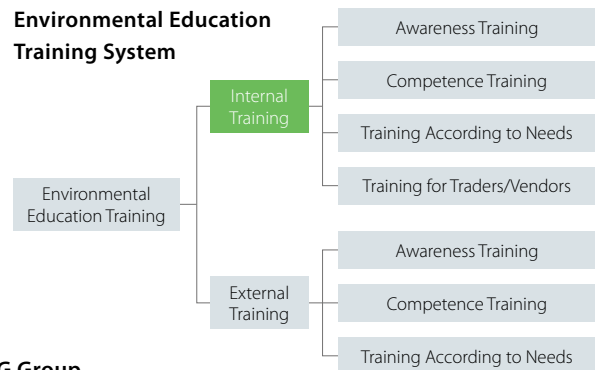 Environmental Education
Training System
Environmental
Education Training
Internal
Training
Awareness Training
Competence Training
Training According to Needs
Training for Traders/Vendors
External
Training
Awareness Training
Competence Training
Training According to Needs
G Group